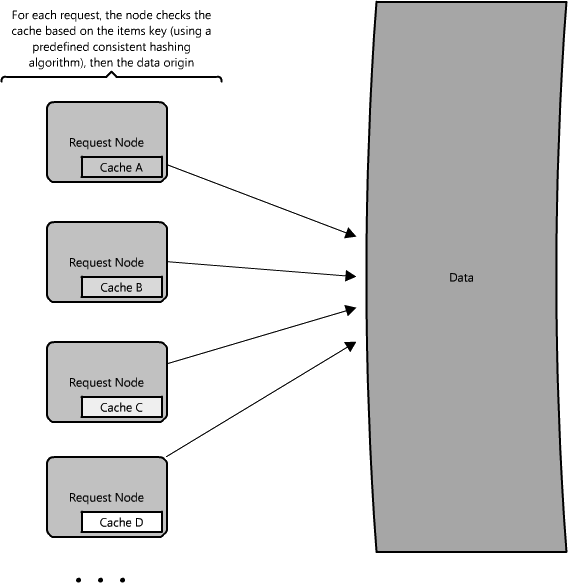 For each request, the node checks the
cache based on the items key (using a
predefined consistent hashing
algorithm), then the data origin
Request Node
Cache A
Request Node
Cache B
Data
Request Node
Cache C
Request Node
Cache D
. . .